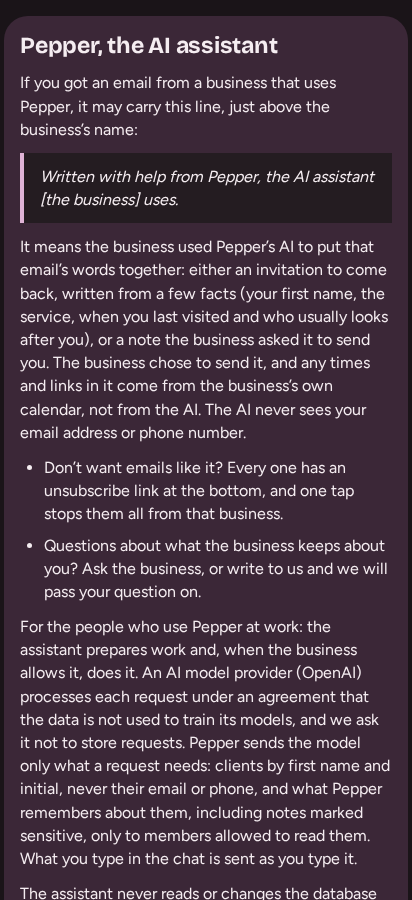 Pepper, the AI assistant
If you got an email from a business that uses
Pepper, it may carry this line, just above the
business’s name:
Written with help from Pepper, the AI assistant
[the business] uses.
It means the business used Pepper’s AI to put that
email’s words together: either an invitation to come
back, written from a few facts (your first name, the
service, when you last visited and who usually looks
after you), or a note the business asked it to send
you. The business chose to send it, and any times
and links in it come from the business’s own
calendar, not from the AI. The AI never sees your
email address or phone number.
• Don’t want emails like it? Every one has an
unsubscribe link at the bottom, and one tap
stops them all from that business.
• Questions about what the business keeps about
you? Ask the business, or write to us and we will
pass your question on.
For the people who use Pepper at work: the
assistant prepares work and, when the business
allows it, does it. An AI model provider (OpenAI)
processes each request under an agreement that
the data is not used to train its models, and we ask
it not to store requests. Pepper sends the model
only what a request needs: clients by first name and
initial, never their email or phone, and what Pepper
remembers about them, including notes marked
sensitive, only to members allowed to read them.
What you type in the chat is sent as you type it.
The assistant never reads or changes the database